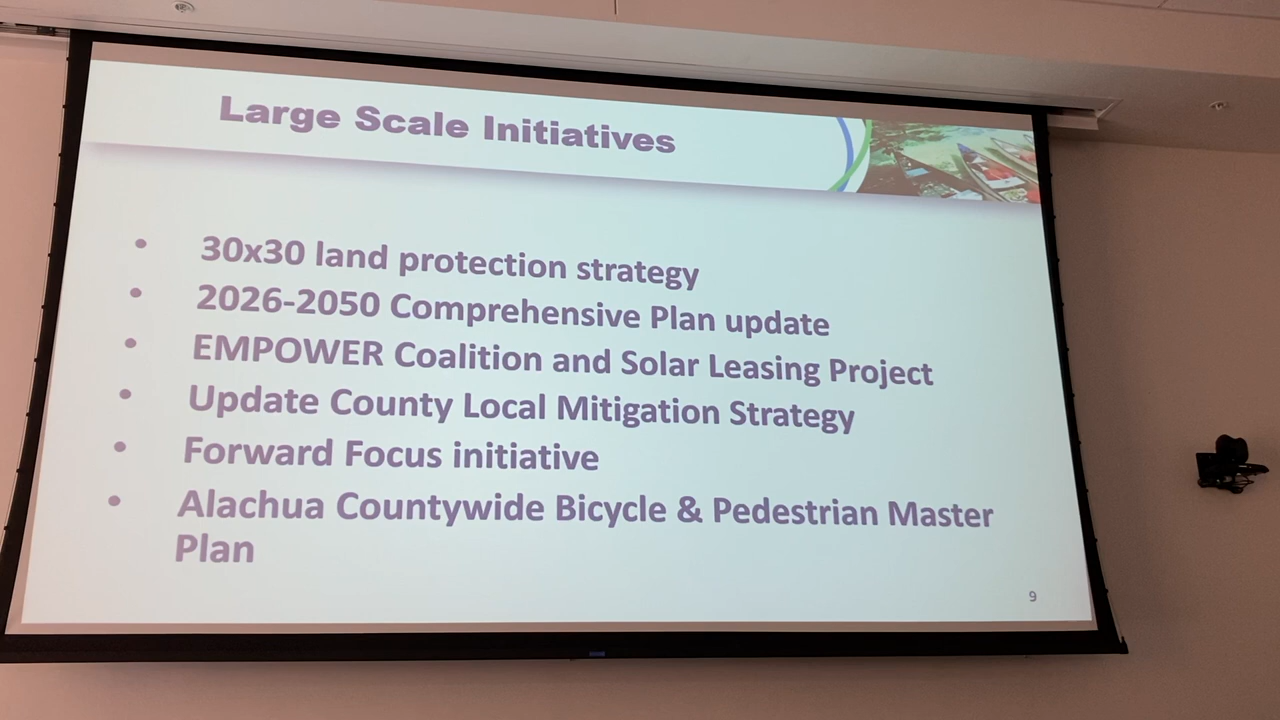 Large Scale Initiatives
• 30x30 land protection strategy
• 2026-2050 Comprehensive Plan update
• EMPOWER Coalition and Solar Leasing Project
• Update County Local Mitigation Strategy
• Forward Focus initiative
• Alachua Countywide Bicycle & Pedestrian Master
Plan
9